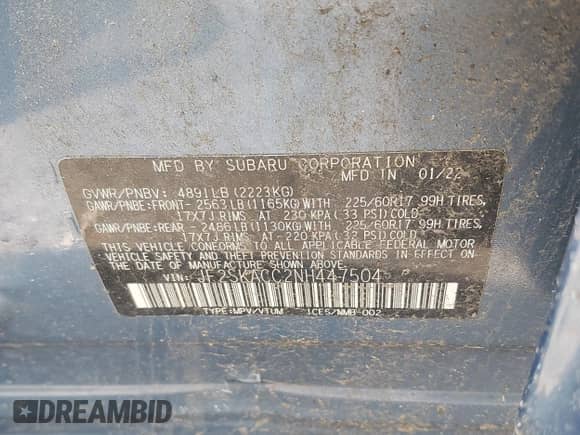 MFD BY SUBARU CORPORATION
MFD IN 01/22
GVWR/PNBV: 4891LB(2223KG)
GAWR/PNBE:FRONT- 2563LB(1165KG)WITH 225/60R17 99H TIRES,
17X7J RIMS AT 230 KPA(33 PSI)COLD.
GAWR/PNBE:REAR - 2486LB(1130KG)WITH 225/60R17 99H TIRES,
17X7J RIMS AT 220 KPA(32 PSI)COLD.
THIS VEHICLE CONFORMS TO ALL APPLICABLE FEDERAL MOTOR
VEHICLE SAFETY, BUMPER, AND THEFT PREVENTION STANDARDS IN EFFECT ON THE DATE
OF MANUFACTURE SHOWN ABOVE.
VIN: JF2SKACC2NH447504
TYPE:MPV/VTUM ICES/NMB-002
DREAMBID